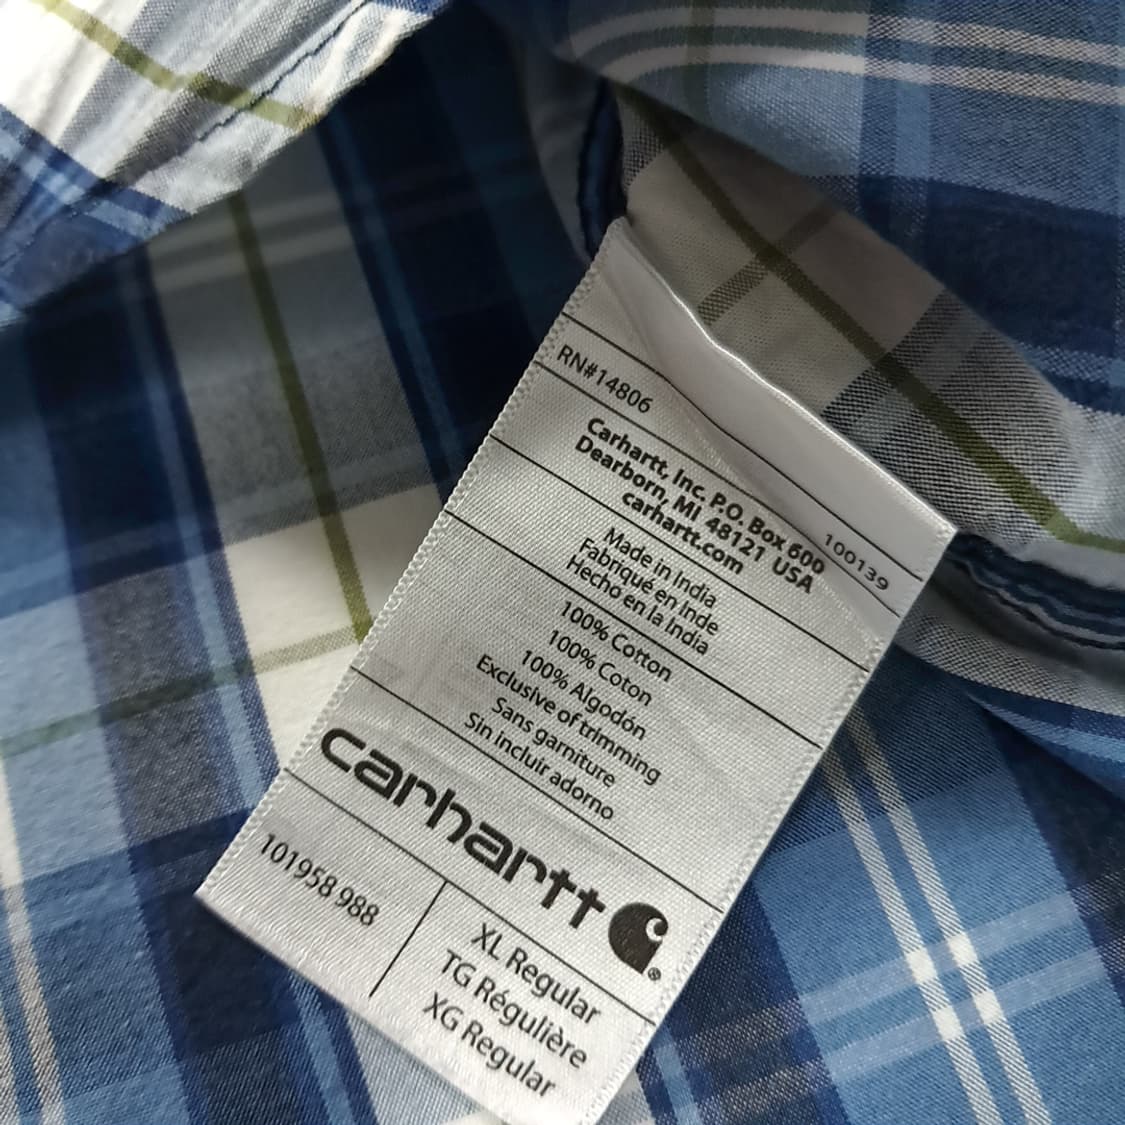 RN#14806
100139
Carhartt, Inc. P.O. Box 600
Dearborn, MI 48121 USA
carhartt.com
Made in India
Fabriqué en Inde
Hecho en la India
100% Cotton
100% Coton
100% Algodón
Exclusive of trimming
Sans garniture
Sin incluir adorno
carhartt
101958 988
XL Regular
TG Régulière
XG Regular